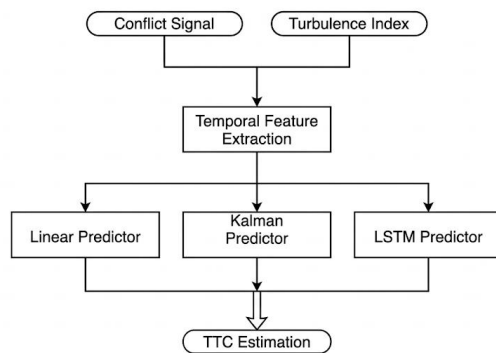 Conflict Signal
Turbulence Index
Temporal Feature
Extraction
Linear Predictor
Kalman
Predictor
LSTM Predictor
TTC Estimation